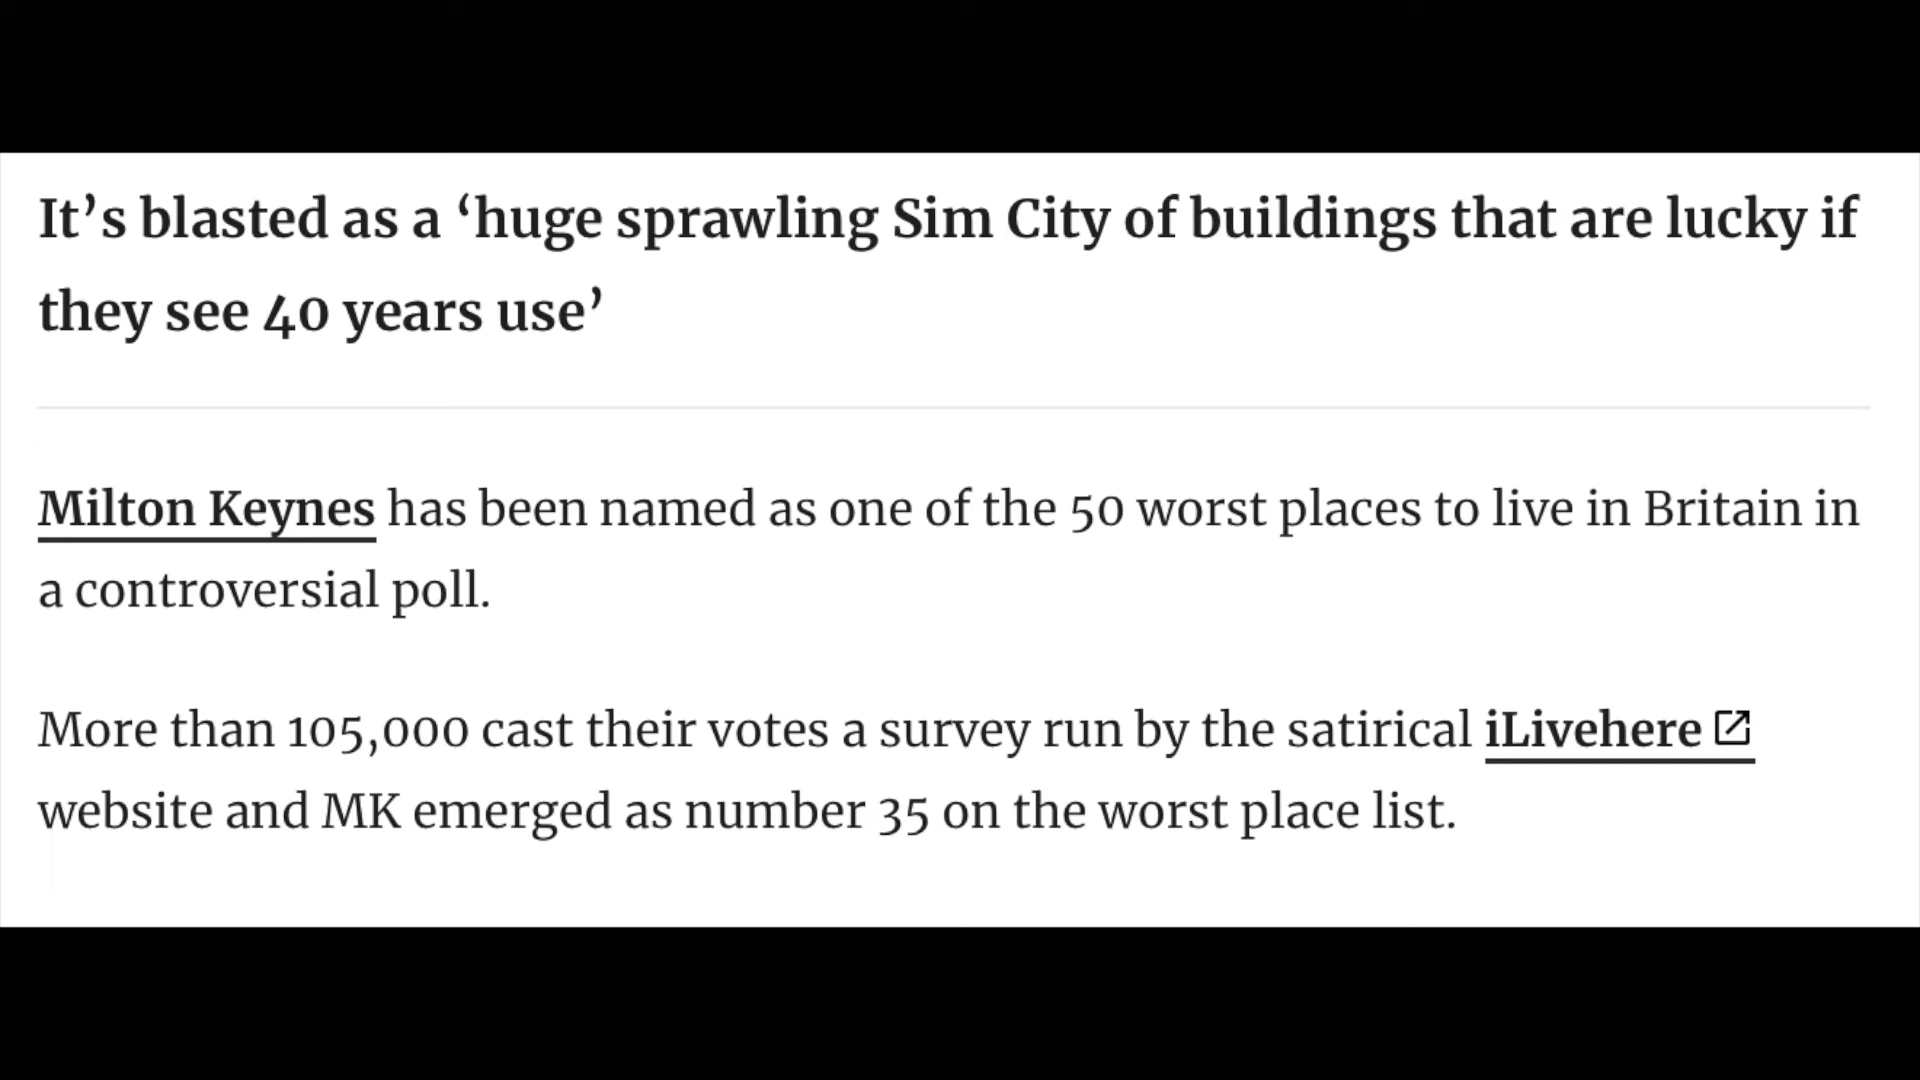 It’s blasted as a ‘huge sprawling Sim City of buildings that are lucky if
they see 40 years use’
Milton Keynes has been named as one of the 50 worst places to live in Britain in
a controversial poll.
More than 105,000 cast their votes a survey run by the satirical iLivehere
website and MK emerged as number 35 on the worst place list.